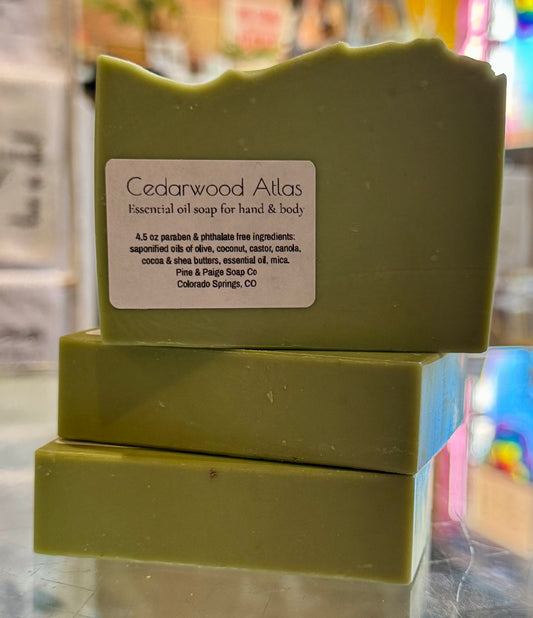 Cedarwood Atlas
Essential oil soap for hand & body
4.5 oz paraben & phthalate free ingredients:
saponified oils of olive, coconut, castor, canola,
cocoa & shea butters, essential oil, mica.
Pine & Paige Soap Co
Colorado Springs, CO